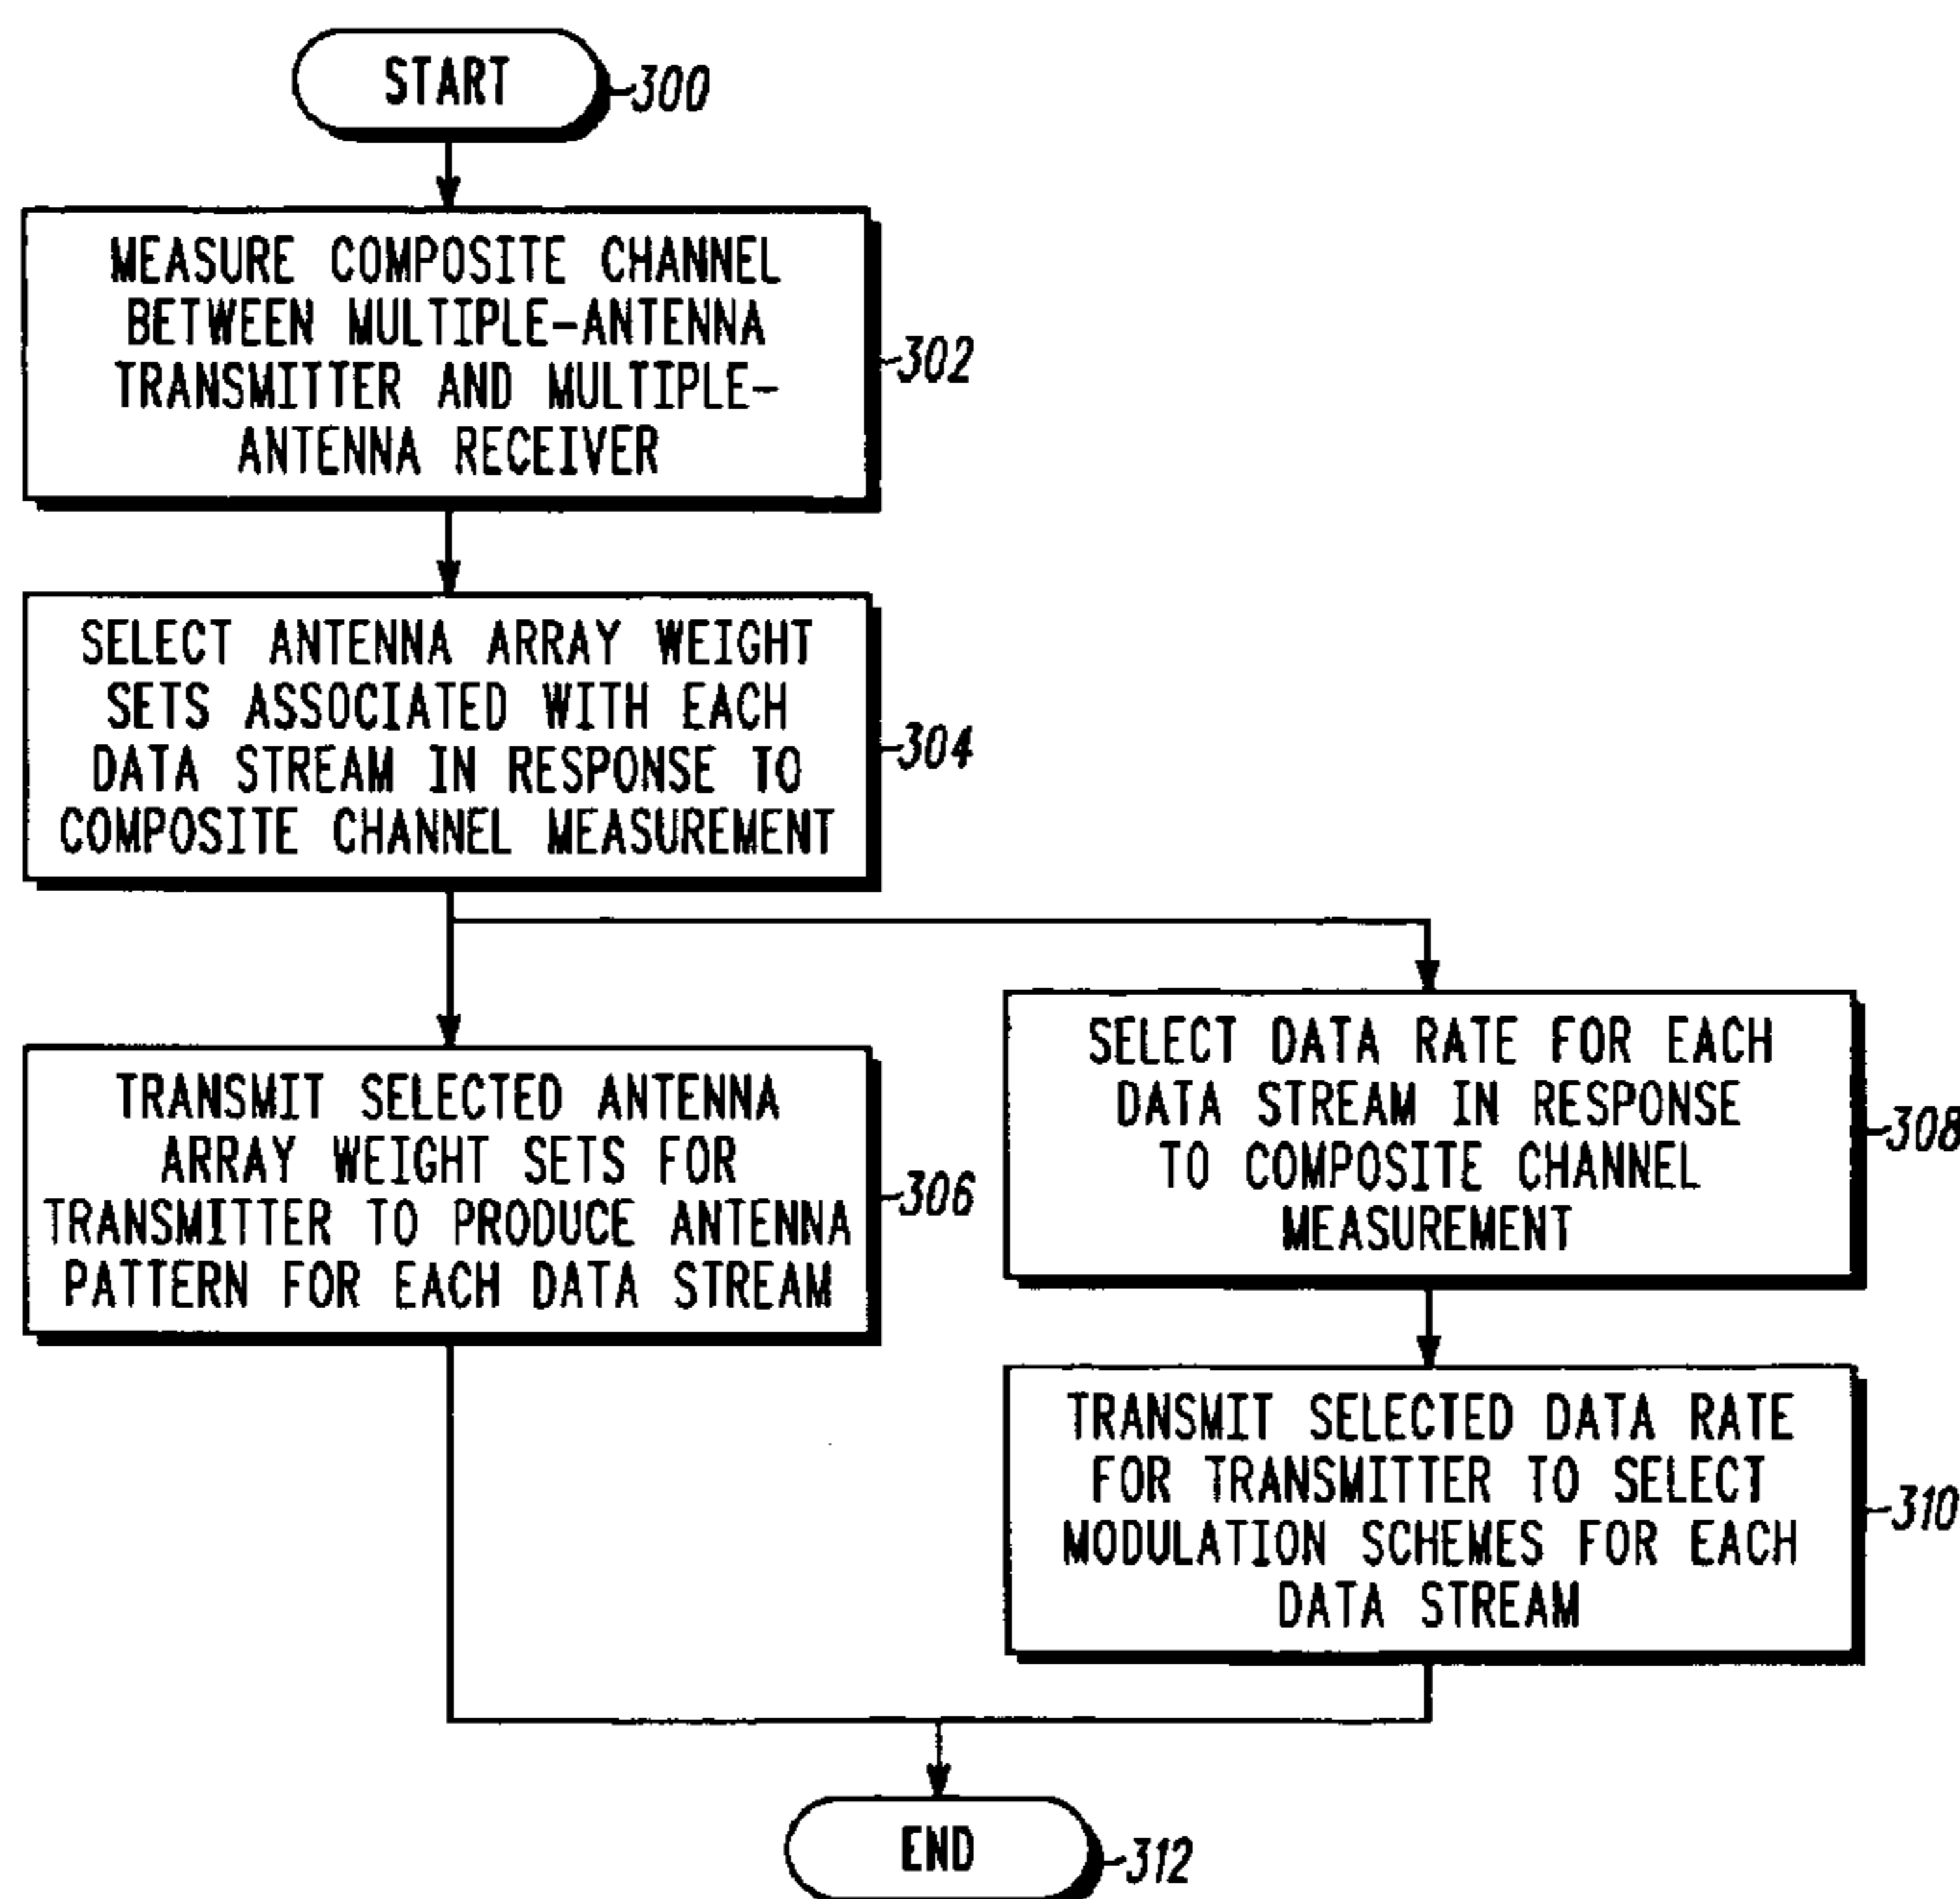 START
300
MEASURE COMPOSITE CHANNEL
BETWEEN MULTIPLE-ANTENNA
TRANSMITTER AND MULTIPLE-
ANTENNA RECEIVER
302
SELECT ANTENNA ARRAY WEIGHT
SETS ASSOCIATED WITH EACH
DATA STREAM IN RESPONSE TO
COMPOSITE CHANNEL MEASUREMENT
304
TRANSMIT SELECTED ANTENNA
ARRAY WEIGHT SETS FOR
TRANSMITTER TO PRODUCE ANTENNA
PATTERN FOR EACH DATA STREAM
306
SELECT DATA RATE FOR EACH
DATA STREAM IN RESPONSE
TO COMPOSITE CHANNEL
MEASUREMENT
308
TRANSMIT SELECTED DATA RATE
FOR TRANSMITTER TO SELECT
MODULATION SCHEMES FOR EACH
DATA STREAM
310
END
312